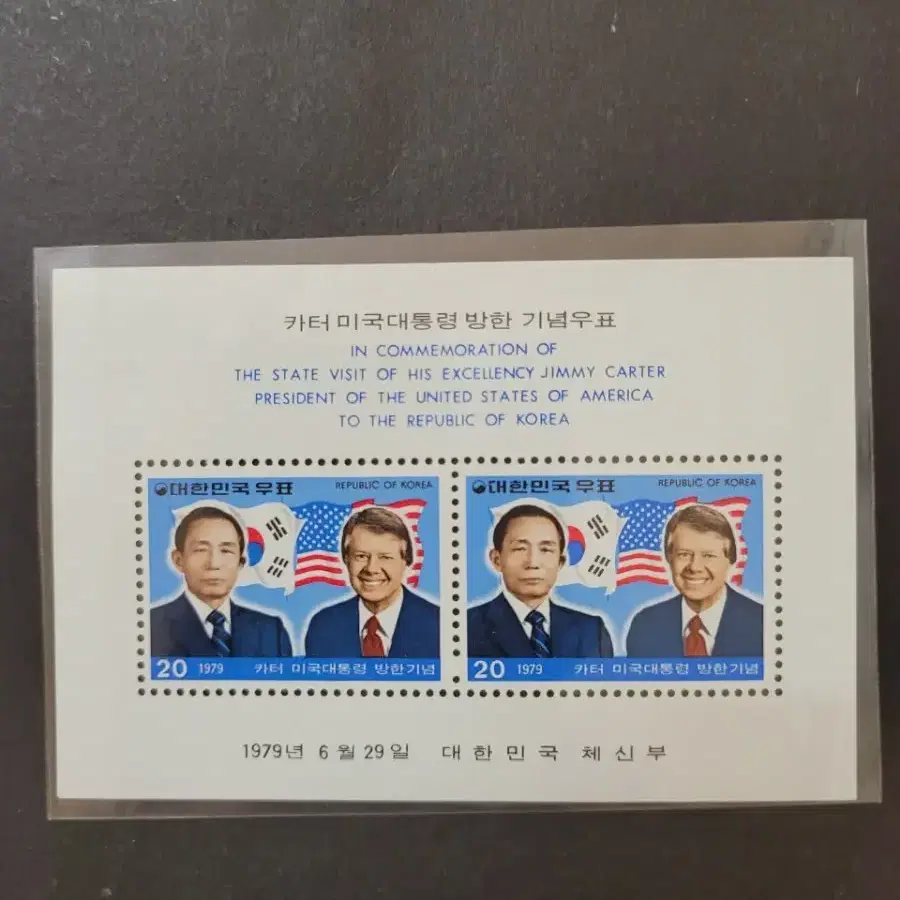 카터 미국대통령 방한 기념우표
IN COMMEMORATION OF
THE STATE VISIT OF HIS EXCELLENCY JIMMY CARTER
PRESIDENT OF THE UNITED STATES OF AMERICA
TO THE REPUBLIC OF KOREA
대한민국우표 REPUBLIC OF KOREA
20 1979 카터 미국대통령 방한기념
대한민국우표 REPUBLIC OF KOREA
20 1979 카터 미국대통령 방한기념
1979년 6월 29일 대한민국 체신부